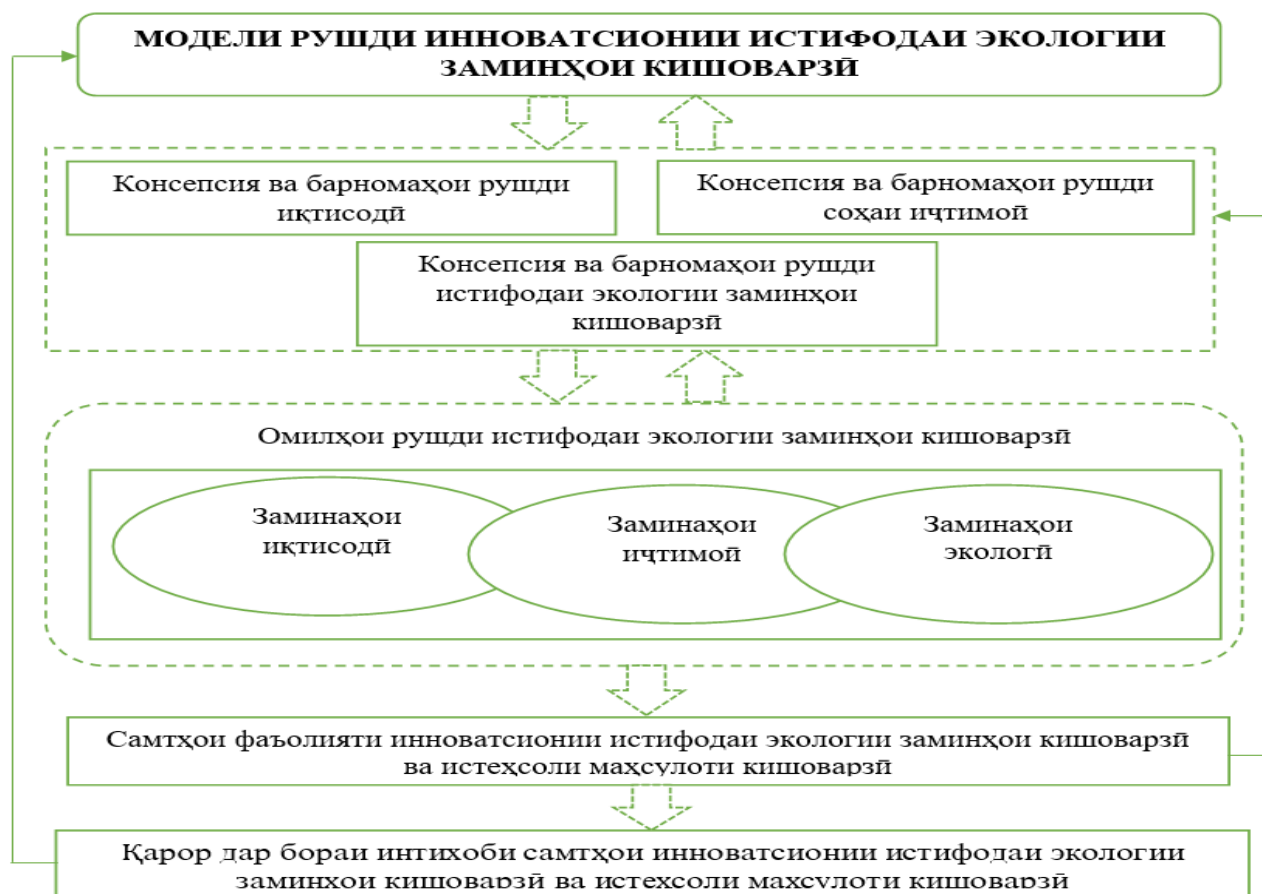 МОДЕЛИ РУШДИ ИННОВАТСИОНИИ ИСТИФОДАИ ЭКОЛОГИИ
ЗАМИНҲОИ КИШОВАРЗӢ
Консепсия ва барномаҳои рушди
иқтисодӣ
Консепсия ва барномаҳои рушди
соҳаи иҷтимоӣ
Консепсия ва барномаҳои рушди
истифодаи экологии заминҳои
кишоварзӣ
Омилҳои рушди истифодаи экологии заминҳои кишоварзӣ
Заминаҳои
иқтисодӣ
Заминаҳои
иҷтимоӣ
Заминаҳои
экологӣ
Самтҳои фаъолияти инноватсионии истифодаи экологии заминҳои кишоварзӣ
ва истеҳсоли маҳсулоти кишоварзӣ
Қарор дар бораи интихоби самтҳои инноватсионии истифодаи экологии
заминҳои кишоварзӣ ва истеҳсоли маҳсулоти кишоварзӣ